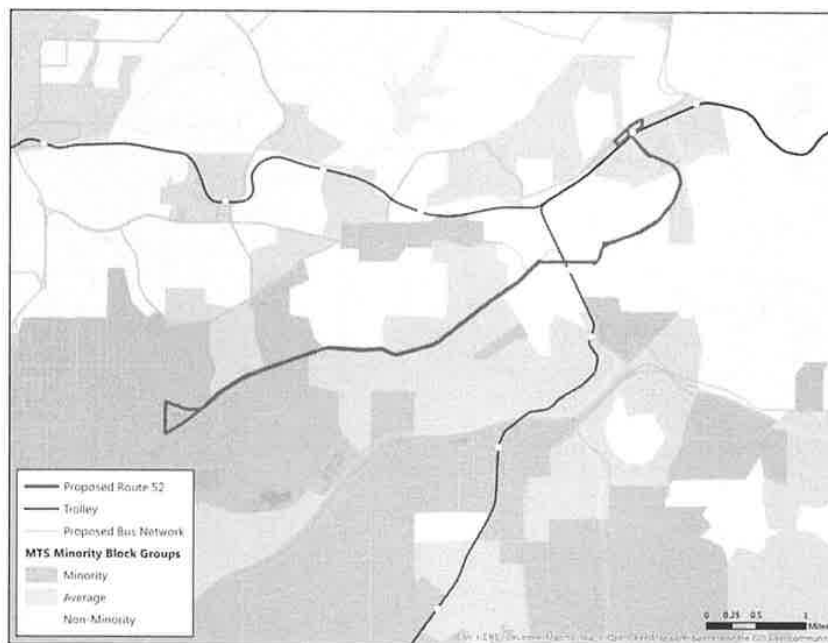 Proposed Route 52
Trolley
Proposed Bus Network
MTS Minority Block Groups
Minority
Average
Non-Minority
0 0.25 0.5 1
Miles